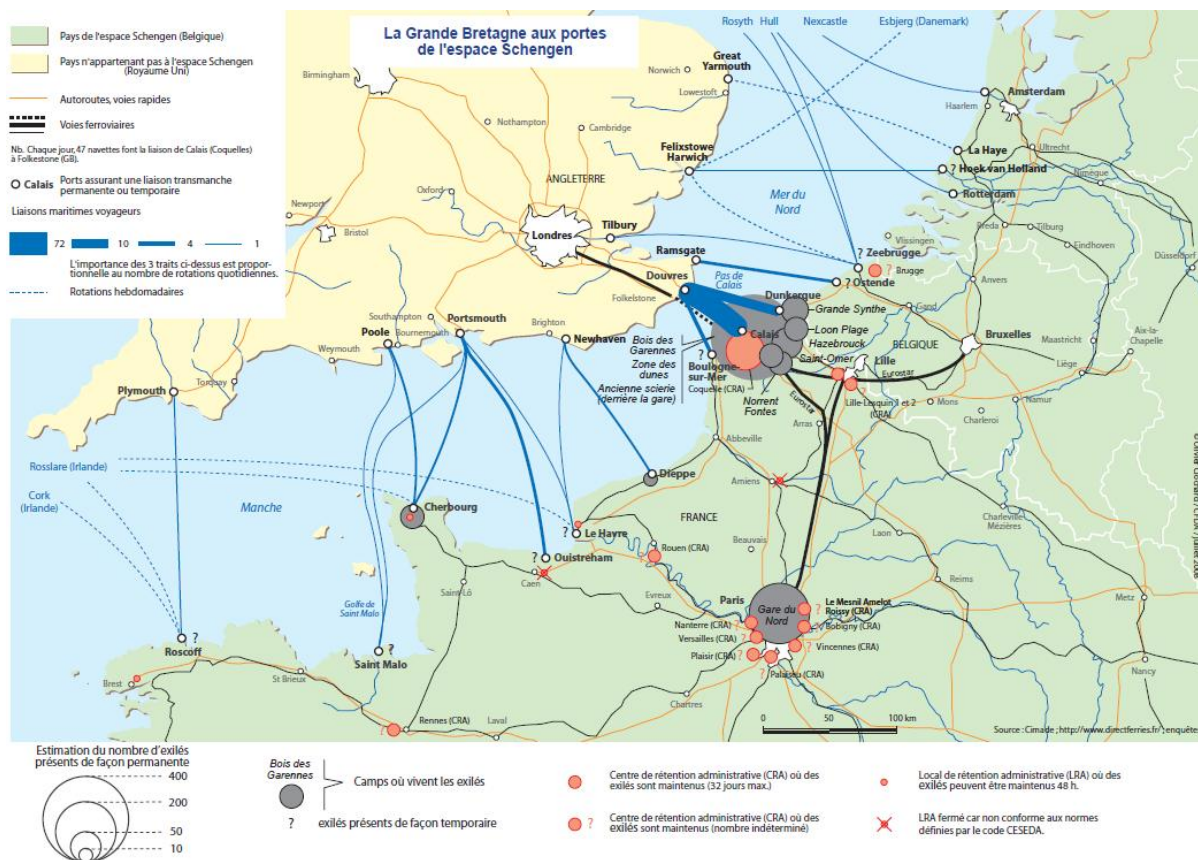 La Grande Bretagne aux portes
de l'espace Schengen
Pays de l'espace Schengen (Belgique)
Pays n'appartenant pas à l'espace Schengen
(Royaume Uni)
Autoroutes, voies rapides
Voies ferroviaires
Nb. Chaque jour, 47 navettes font la liaison de Calais (Coquelles)
à Folkestone (GB).
Calais Ports assurant une liaison transmanche
permanente ou temporaire
Liaisons maritimes voyageurs
72 10 4 1
L'importance des 3 traits ci-dessus est propor-
tionnelle au nombre de rotations quotidiennes.
Rotations hebdomadaires
Rosyth Hull Nexcastle Esbjerg (Danemark)
Birmingham
Norwich
Great
Yarmouth
Lowestoft
Nothampton
Cambridge
Felixstowe
Harwich
ANGLETERRE
Oxford
Newport
Bristol
Londres
Tilbury
Mer du
Nord
Amsterdam
Haarlem
La Haye
Utrecht
? Hoek van Holland
Nimègue
Rotterdam
Breda
Tilburg
Eindhoven
Düsseldorf
Vlissingen
? Zeebrugge
? Brugge
? Ostende
Anvers
Gand
Ramsgate
Douvres
Pas de
Calais
Folkestone
Dunkerque
Grande Synthe
Loon Plage
Hazebrouck
Saint-Omer
Calais
BELGIQUE
Bruxelles
Maastricht
Aix-la-
Chapelle
Liège
Lille
Eurostar
Lille-Lesquin 1 et 2
(CRA)
Mons
Namur
Charleroi
Bois des
Garennes
Zone des
dunes
Ancienne scierie
(derrière la gare)
?
Boulogne-
sur-Mer
Coquelle (CRA)
Norrent
Fontes
Eurostar
Arras
Abbeville
Amiens
Southampton
Portsmouth
Bournemouth
Poole
Weymouth
Brighton
Newhaven
Plymouth
Torquay
Rosslare (Irlande)
Cork
(Irlande)
Manche
Cherbourg
Dieppe
? Le Havre
? Ouistreham
Caen
Saint-Lô
FRANCE
Rouen (CRA)
?
Beauvais
Evreux
Laon
Charleville
Mézières
Reims
Metz
Nancy
Paris
Gare du
Nord
? Le Mesnil Amelot
Roissy (CRA)
? Bobigny (CRA)
? Vincennes (CRA)
Nanterre (CRA) ?
Versailles (CRA) ?
Plaisir (CRA) ?
? Palaiseu (CRA)
Golfe de
Saint Malo
?
Roscoff
?
Saint Malo
Brest
St Brieux
? Rennes (CRA)
Laval
Chartres
0 50 100 km
Source : Cimade ; http://www.directferries.fr/ ; enquête
Estimation du nombre d'exilés
présents de façon permanente
400
200
50
10
Bois des
Garennes
Camps où vivent les exilés
? exilés présents de façon temporaire
Centre de rétention administrative (CRA) où des
exilés sont maintenus (32 jours max.)
? Centre de rétention administrative (CRA) où des
exilés sont maintenus (nombre indéterminé)
Local de rétention administrative (LRA) où des
exilés peuvent être maintenus 48 h.
LRA fermé car non conforme aux normes
définies par le code CESEDA.